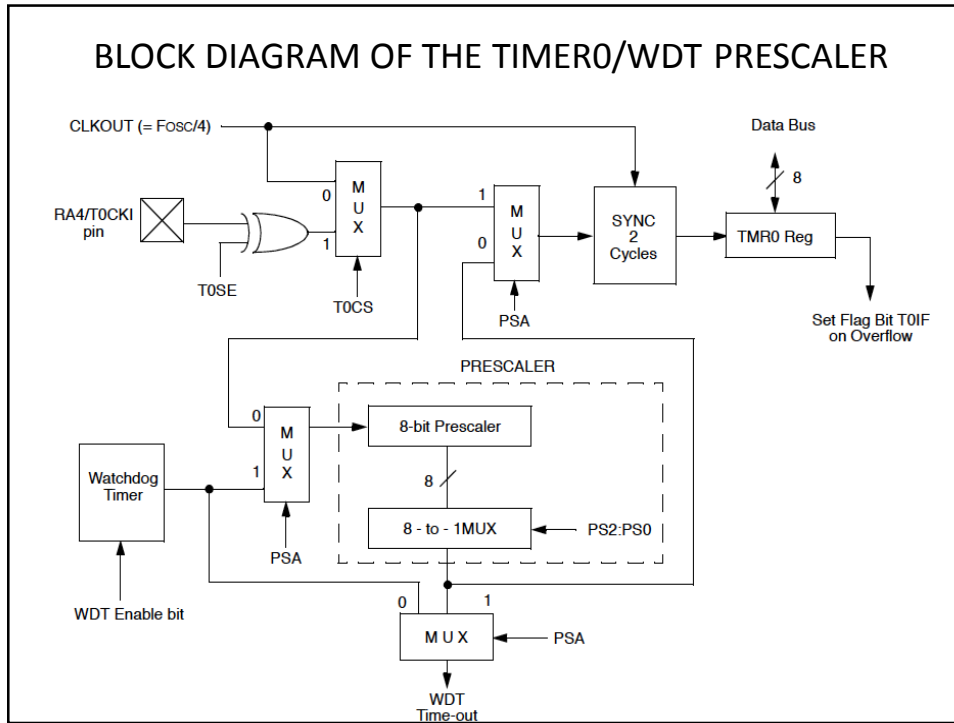 BLOCK DIAGRAM OF THE TIMER0/WDT PRESCALER
CLKOUT (= FOSC/4)
Data Bus
8
0
M
U
X
1
RA4/T0CKI
pin
T0SE
T0CS
1
0
M
U
X
PSA
SYNC
2
Cycles
TMR0 Reg
Set Flag Bit T0IF
on Overflow
PRESCALER
0
1
M
U
X
PSA
8-bit Prescaler
8
8 - to - 1MUX
PS2:PS0
Watchdog
Timer
WDT Enable bit
0
1
M U X
PSA
WDT
Time-out